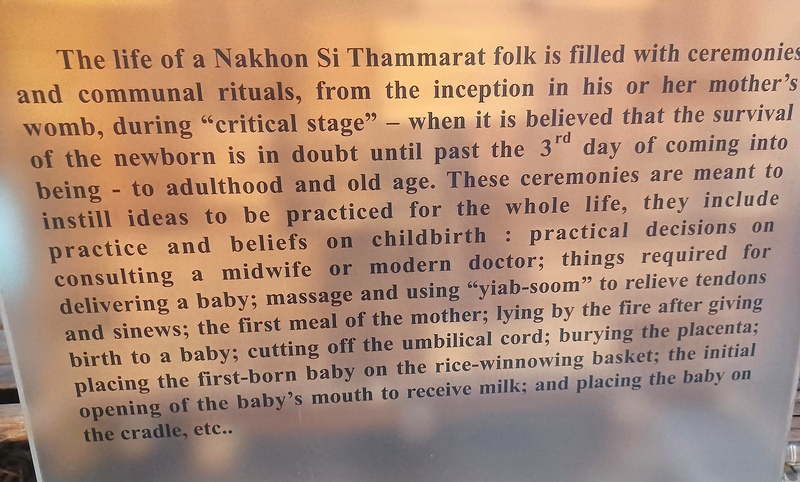 The life of a Nakhon Si Thammarat folk is filled with ceremonies
and communal rituals, from the inception in his or her mother's
womb, during “critical stage” – when it is believed that the survival
of the newborn is in doubt until past the 3rd day of coming into
being - to adulthood and old age. These ceremonies are meant to
instill ideas to be practiced for the whole life, they include
practice and beliefs on childbirth : practical decisions on
consulting a midwife or modern doctor; things required for
delivering a baby; massage and using “yiab-soom” to relieve tendons
and sinews; the first meal of the mother; lying by the fire after giving
birth to a baby; cutting off the umbilical cord; burying the placenta;
placing the first-born baby on the rice-winnowing basket; the initial
opening of the baby's mouth to receive milk; and placing the baby on
the cradle, etc..